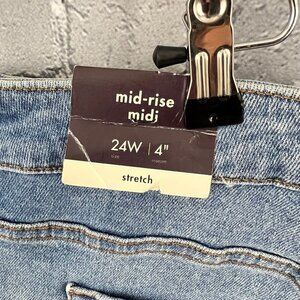 mid-rise
midi
24W | 4"
stretch